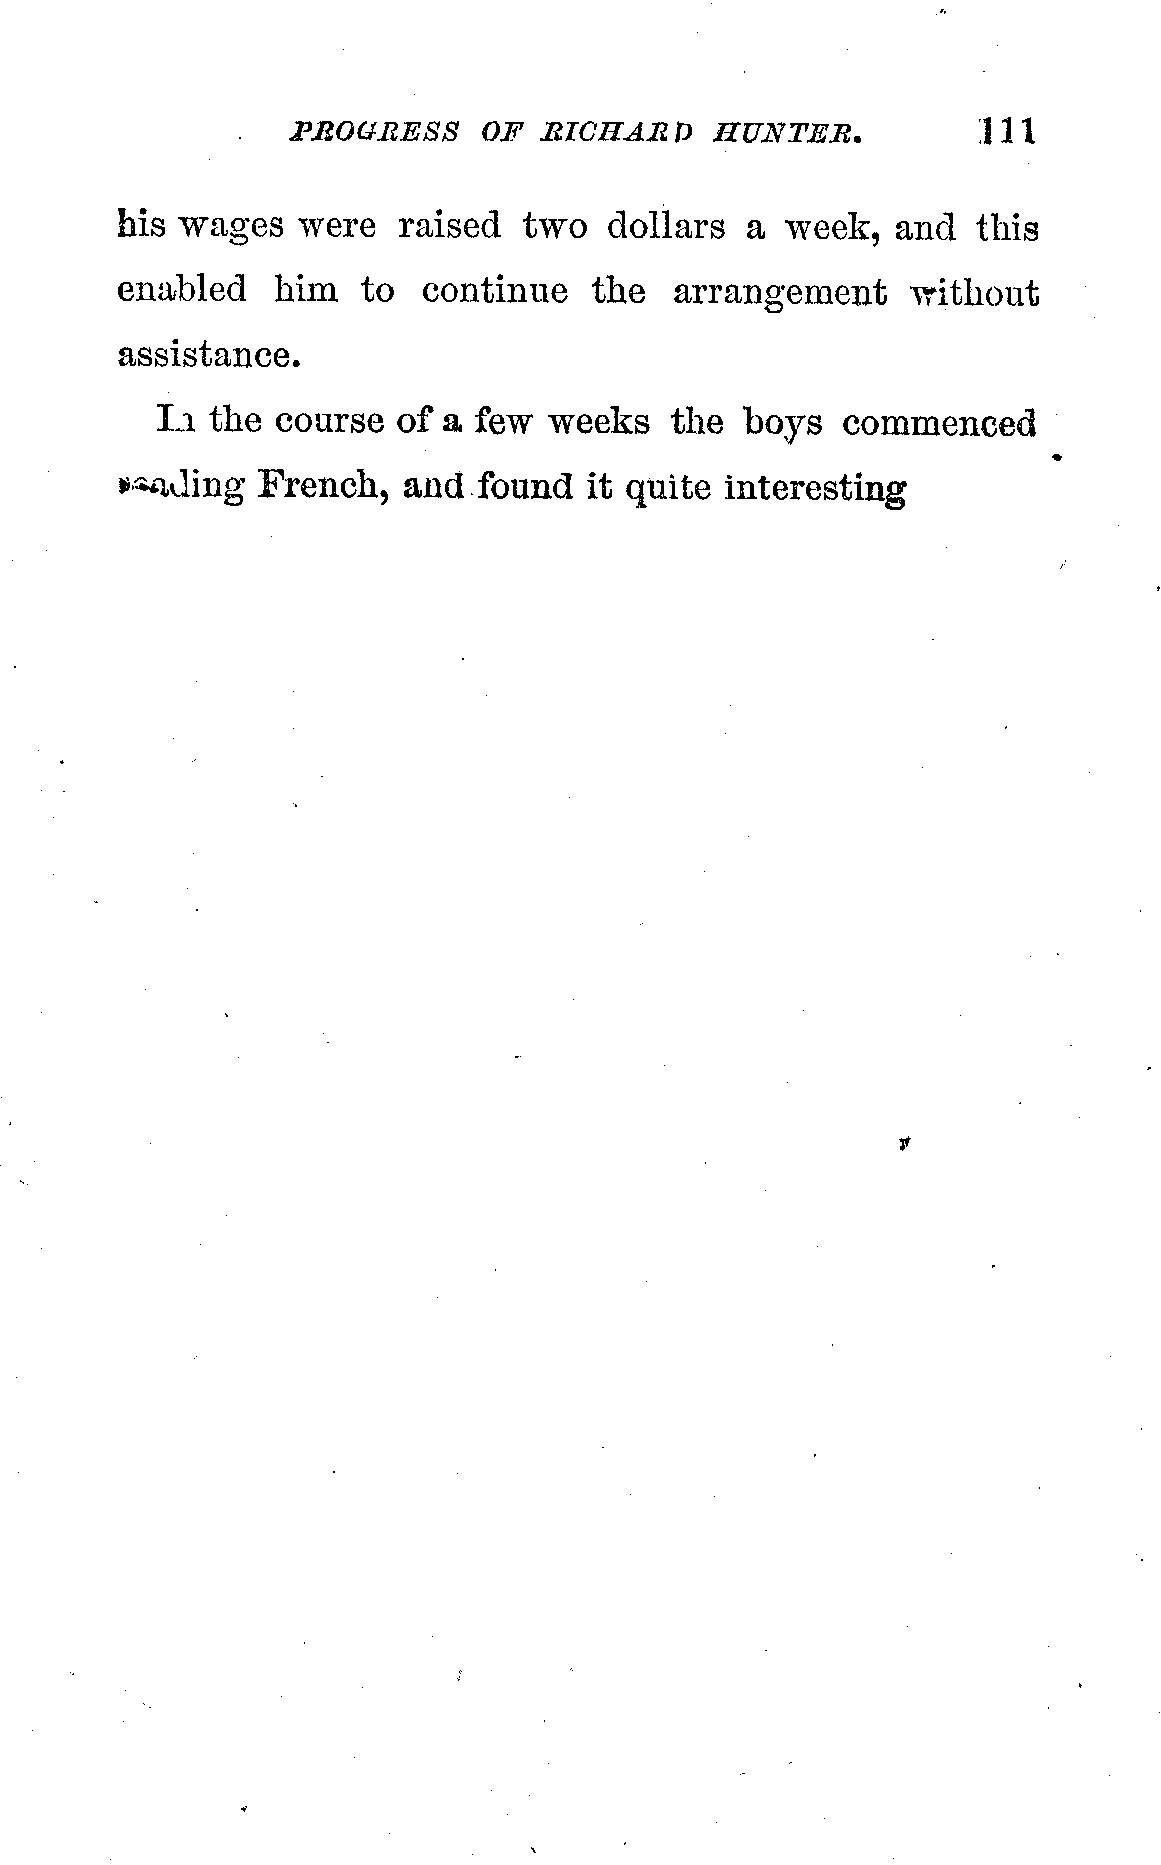 PROGRESS OF RICHARD HUNTER. 111
his wages were raised two dollars a week, and this
enabled him to continue the arrangement without
assistance.
In the course of a few weeks the boys commenced
reading French, and found it quite interesting